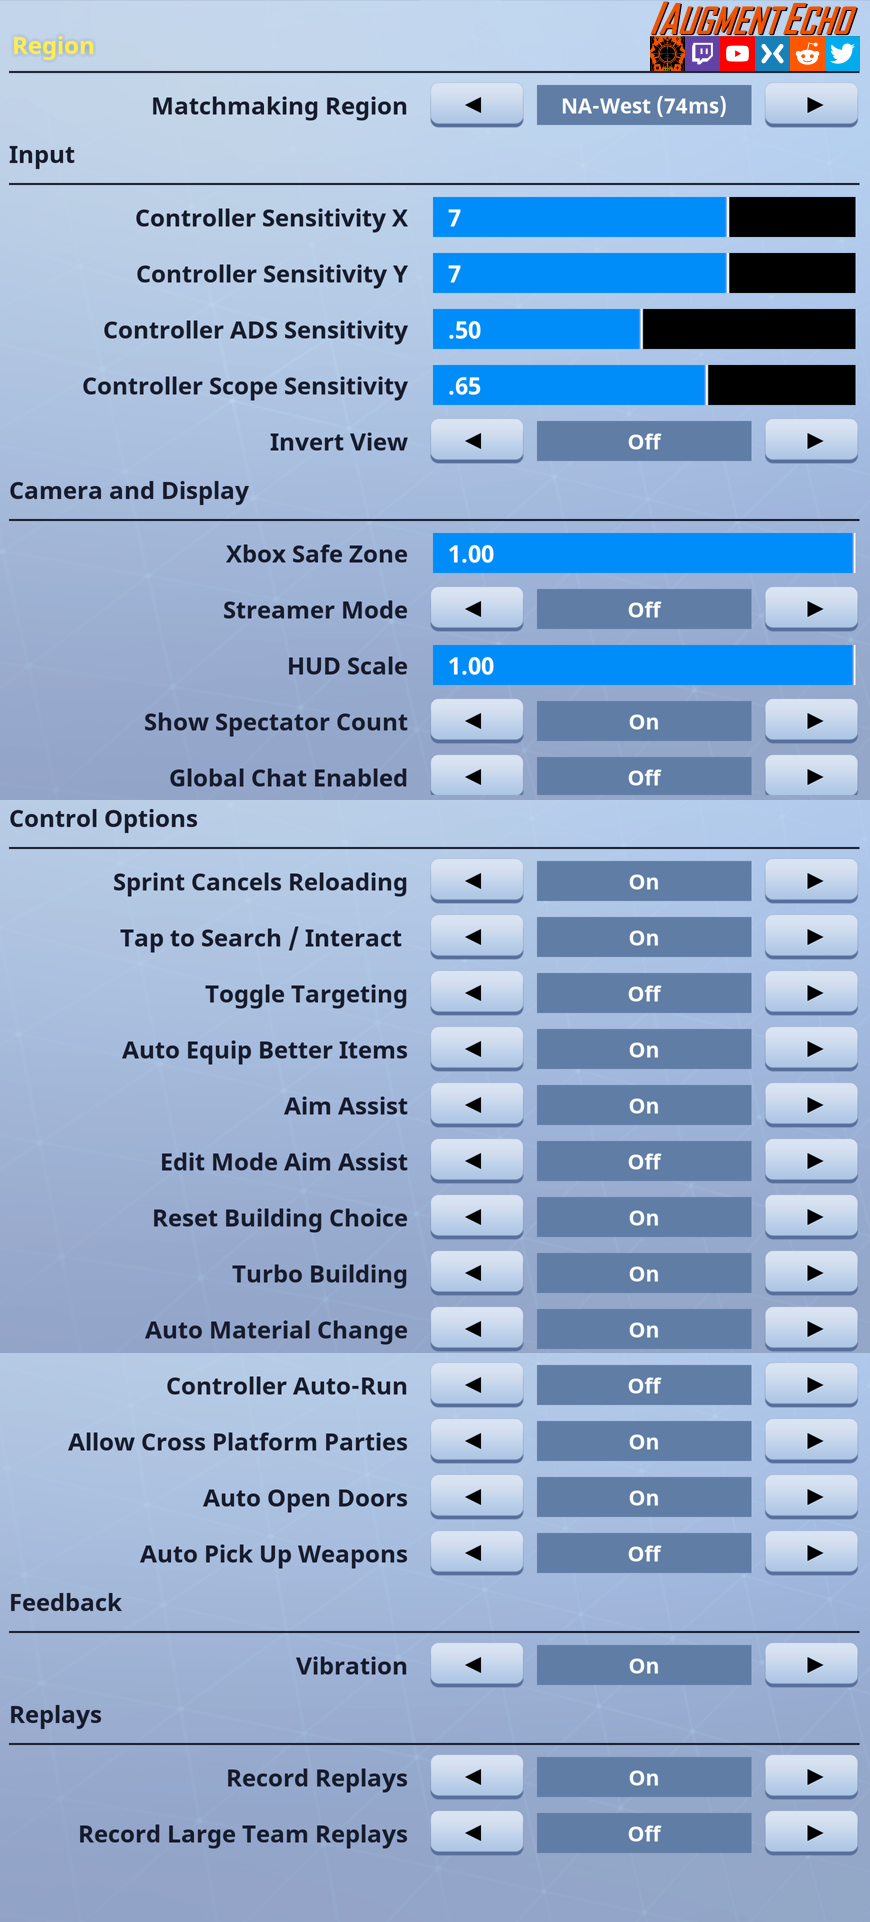 IAUGMENTECHO
Region
Matchmaking Region NA-West (74ms)
Input
Controller Sensitivity X 7
Controller Sensitivity Y 7
Controller ADS Sensitivity .50
Controller Scope Sensitivity .65
Invert View Off
Camera and Display
Xbox Safe Zone 1.00
Streamer Mode Off
HUD Scale 1.00
Show Spectator Count On
Global Chat Enabled Off
Control Options
Sprint Cancels Reloading On
Tap to Search / Interact On
Toggle Targeting Off
Auto Equip Better Items On
Aim Assist On
Edit Mode Aim Assist Off
Reset Building Choice On
Turbo Building On
Auto Material Change On
Controller Auto-Run Off
Allow Cross Platform Parties On
Auto Open Doors On
Auto Pick Up Weapons Off
Feedback
Vibration On
Replays
Record Replays On
Record Large Team Replays Off